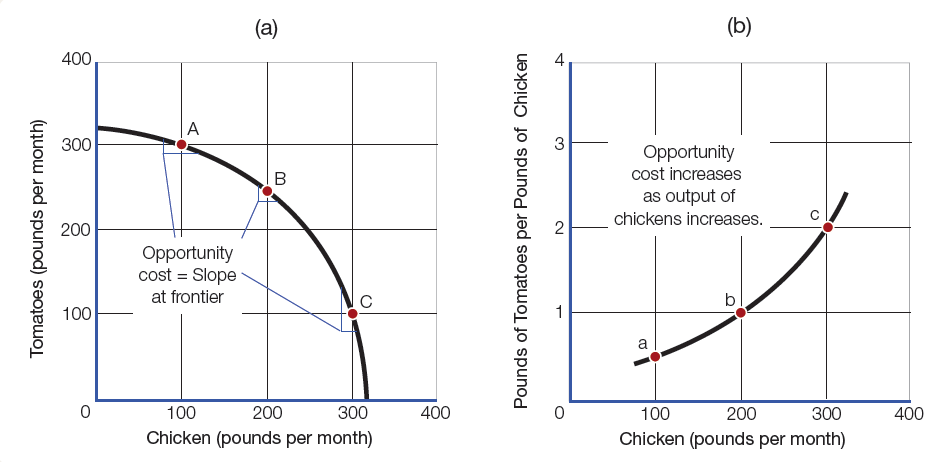 (a)
Tomatoes (pounds per month)
400
300
200
100
0
A
B
C
Opportunity
cost = Slope
at frontier
100
200
300
400
Chicken (pounds per month)
(b)
Pounds of Tomatoes per Pounds of Chicken
4
3
2
1
0
Opportunity
cost increases
as output of
chickens increases.
a
b
c
100
200
300
400
Chicken (pounds per month)